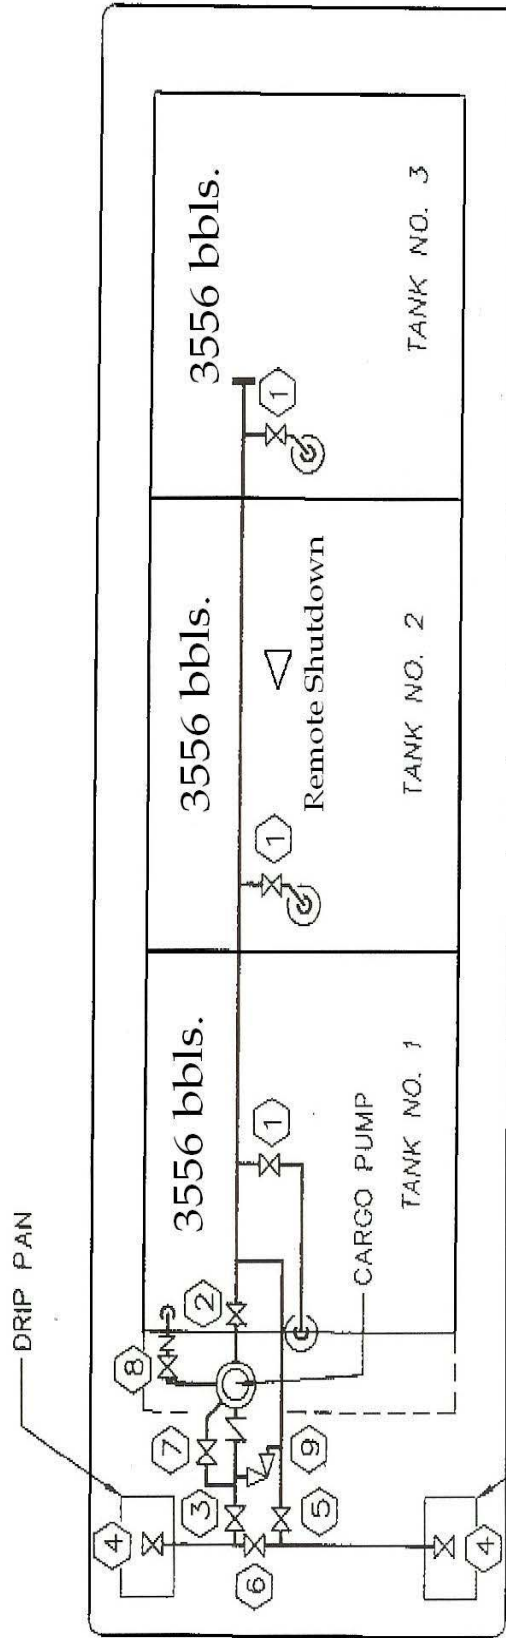 DRIP PAN
3556 bbls.
3556 bbls.
3556 bbls.
8
2
1
1
1
7
3
4
6
5
9
4
Remote Shutdown
CARGO PUMP
TANK NO. 1
TANK NO. 2
TANK NO. 3